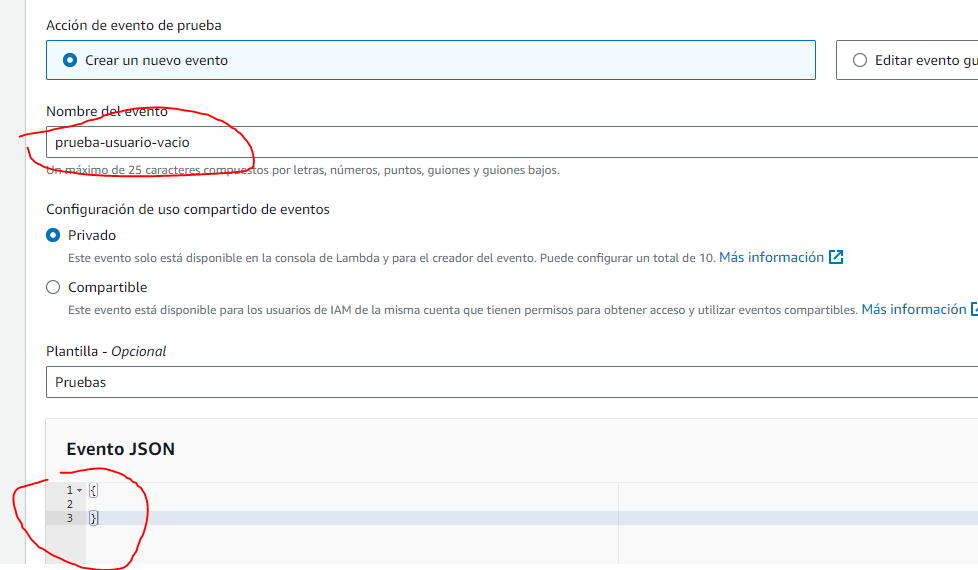 Acción de evento de prueba
Crear un nuevo evento
Editar evento gu
Nombre del evento
prueba-usuario-vacio
Un máximo de 25 caracteres compuestos por letras, números, puntos, guiones y guiones bajos.
Configuración de uso compartido de eventos
Privado
Este evento solo está disponible en la consola de Lambda y para el creador del evento. Puede configurar un total de 10. Más información
Compartible
Este evento está disponible para los usuarios de IAM de la misma cuenta que tienen permisos para obtener acceso y utilizar eventos compartibles. Más información
Plantilla - Opcional
Pruebas
Evento JSON
1 {
2
3 }